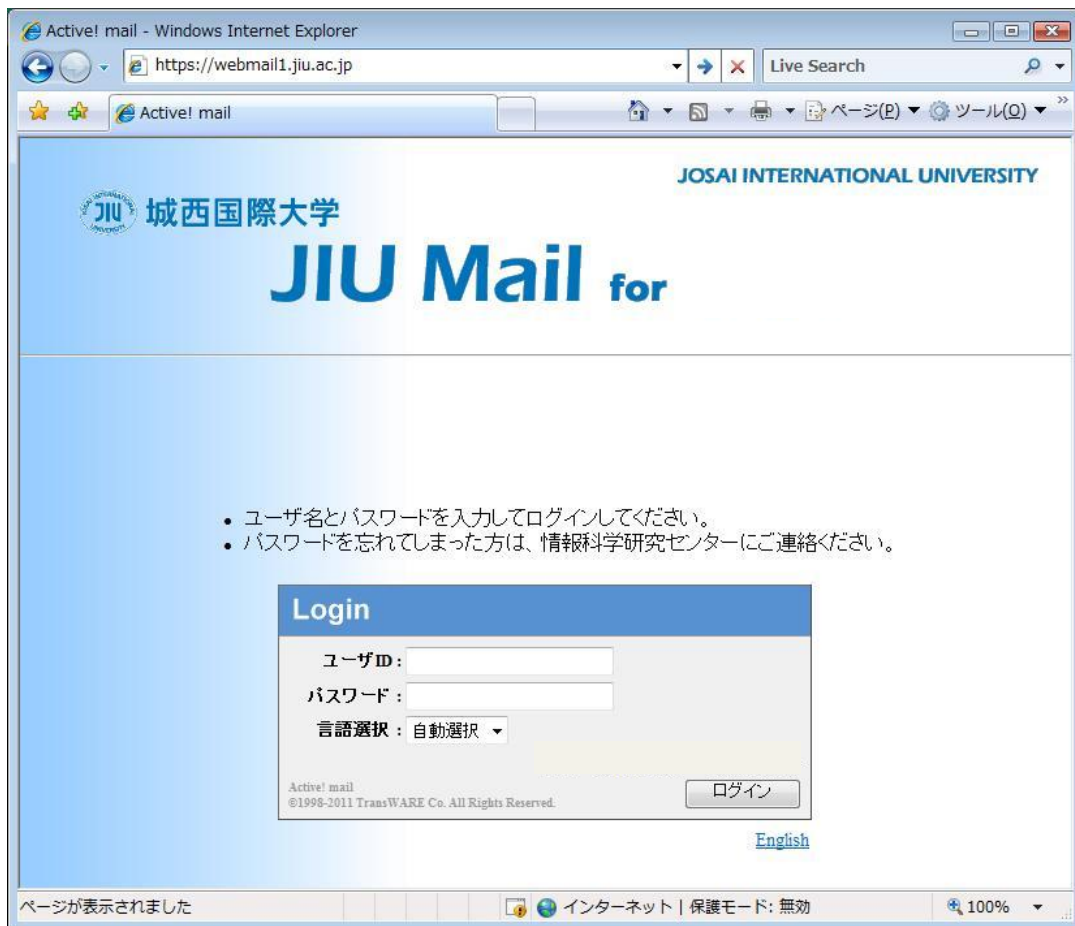 Active! mail - Windows Internet Explorer
https://webmail1.jiu.ac.jp
Live Search
Active! mail
ページ(P)
ツール(O)
JOSAI INTERNATIONAL UNIVERSITY
JIU 城西国際大学
JIU Mail for
• ユーザ名とパスワードを入力してログインしてください。
• パスワードを忘れてしまった方は、情報科学研究センターにご連絡ください。
Login
ユーザID :
パスワード :
言語選択 : 自動選択
Active! mail
©1998-2011 TransWARE Co. All Rights Reserved.
ログイン
English
ページが表示されました
インターネット | 保護モード: 無効
100%